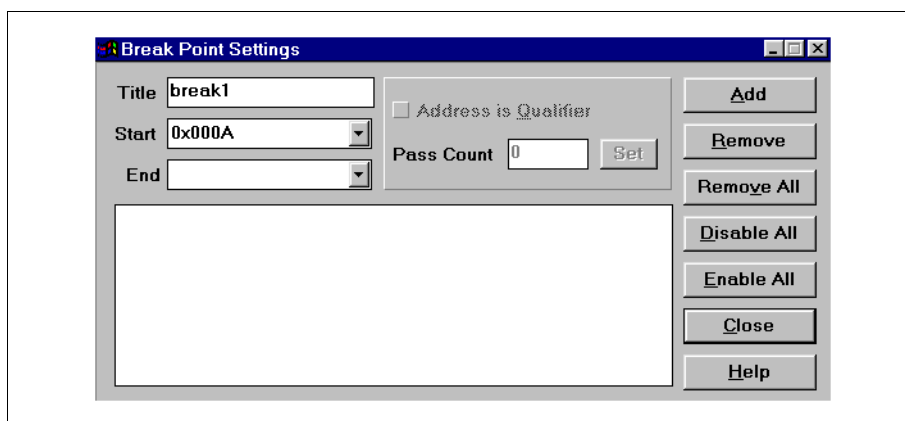 Break Point Settings
Title break1
Start 0x000A
End
Address is Qualifier
Pass Count 0 Set
Add
Remove
Remove All
Disable All
Enable All
Close
Help